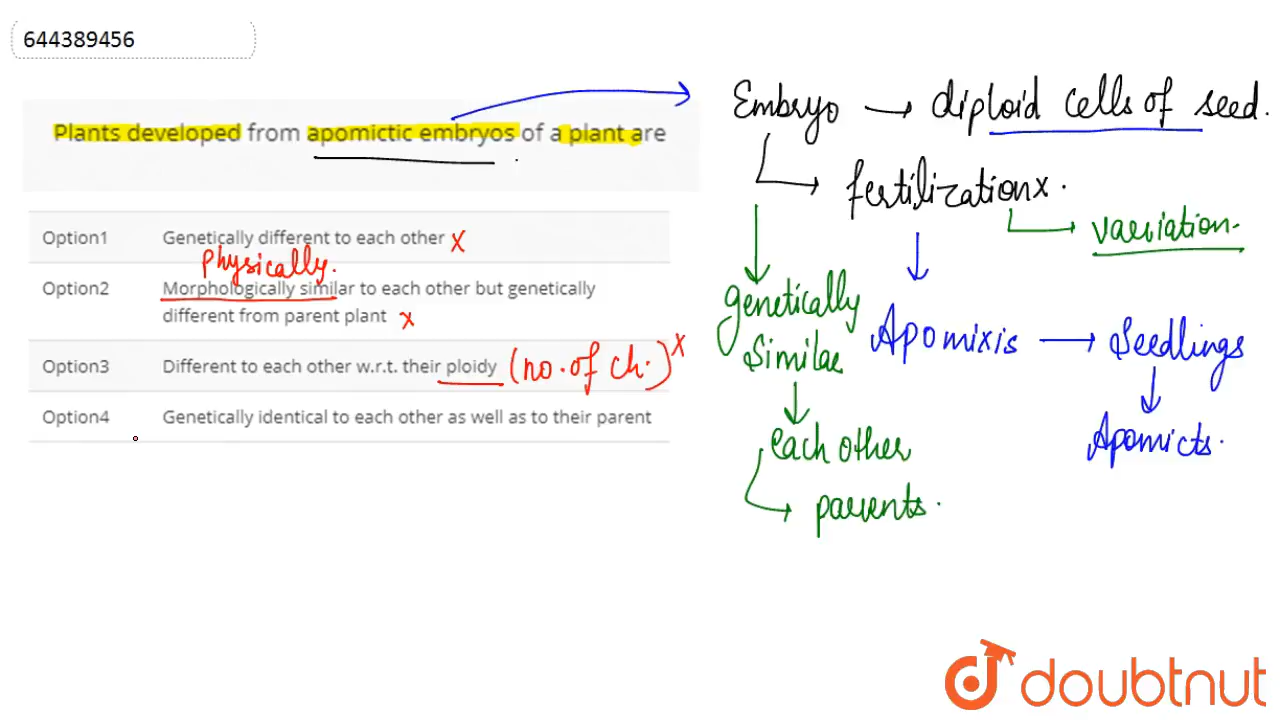 644389456
Plants developed from apomictic embryos of a plant are
Option1 Genetically different to each other x
Physically.
Option2 Morphologically similar to each other but genetically
different from parent plant x
Option3 Different to each other w.r.t. their ploidy (no. of ch.) x
Option4 Genetically identical to each other as well as to their parent
Embryo → diploid cells of seed.
fertilization x.
variation.
genetically
similar
each other
parents.
Apomixis → Seedlings
Apomicts.
doubtnut